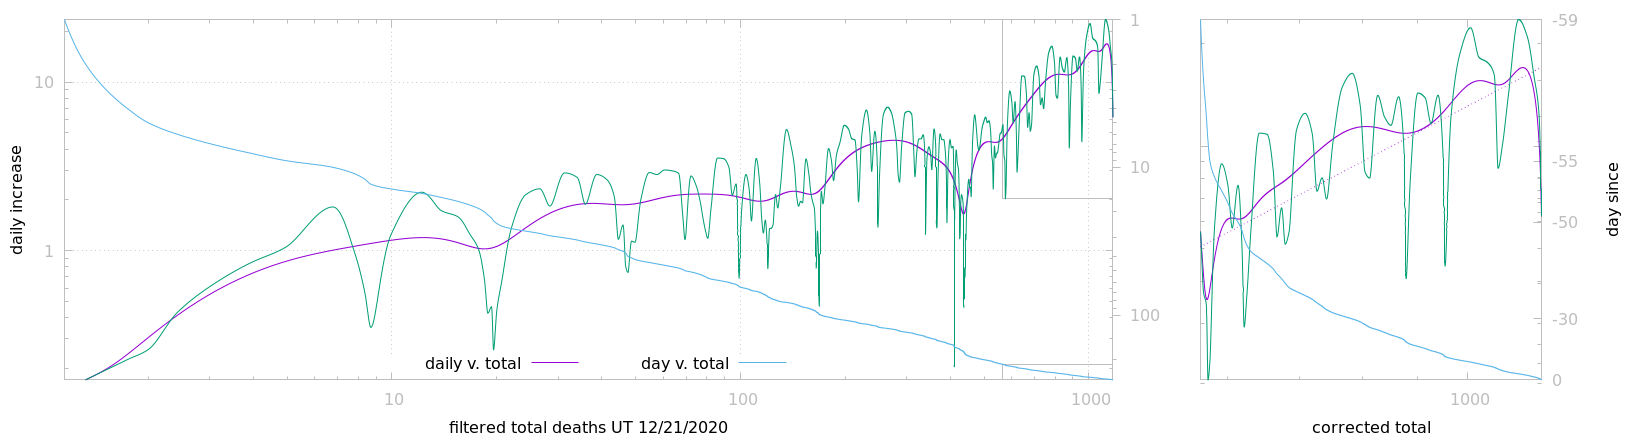 daily increase
10
1
daily v. total
day v. total
10
100
1000
filtered total deaths UT 12/21/2020
1
10
100
1000
corrected total
-59
-55
-50
-30
0
day since